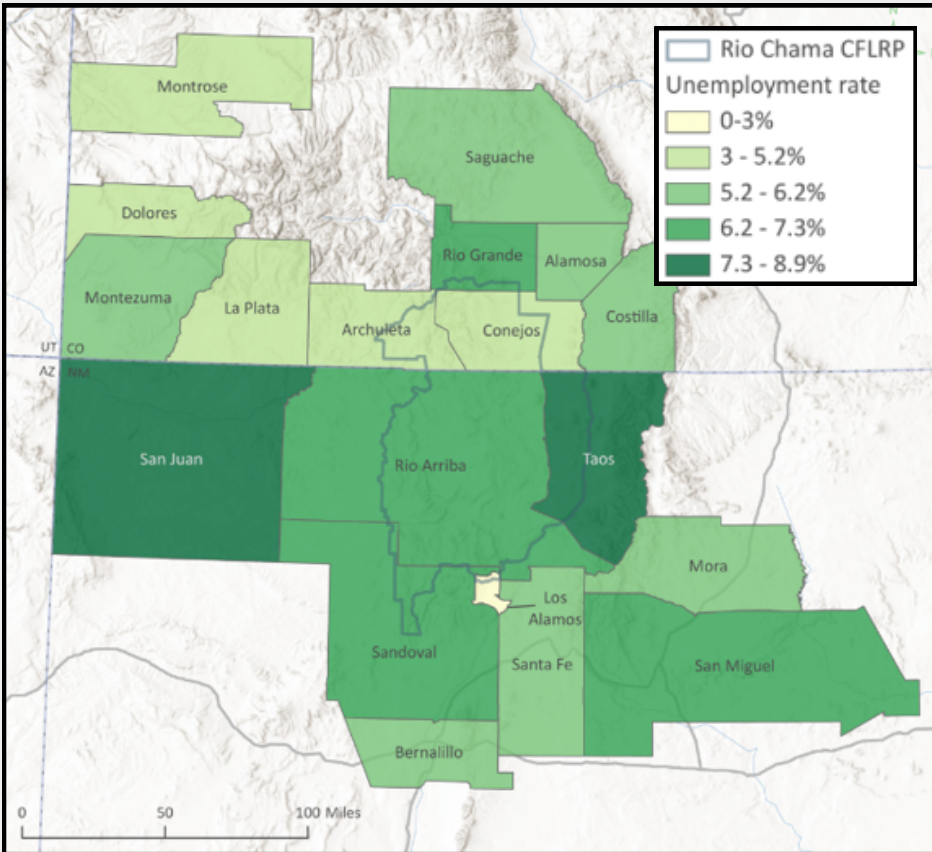 Rio Chama CFLRP
Unemployment rate
0-3%
3 - 5.2%
5.2 - 6.2%
6.2 - 7.3%
7.3 - 8.9%
Montrose
Saguache
Dolores
Rio Grande
Alamosa
Montezuma
La Plata
Archuleta
Conejos
Costilla
UT CO
AZ NM
San Juan
Rio Arriba
Taos
Mora
Los
Alamos
Sandoval
Santa Fe
San Miguel
Bernalillo
0 50 100 Miles